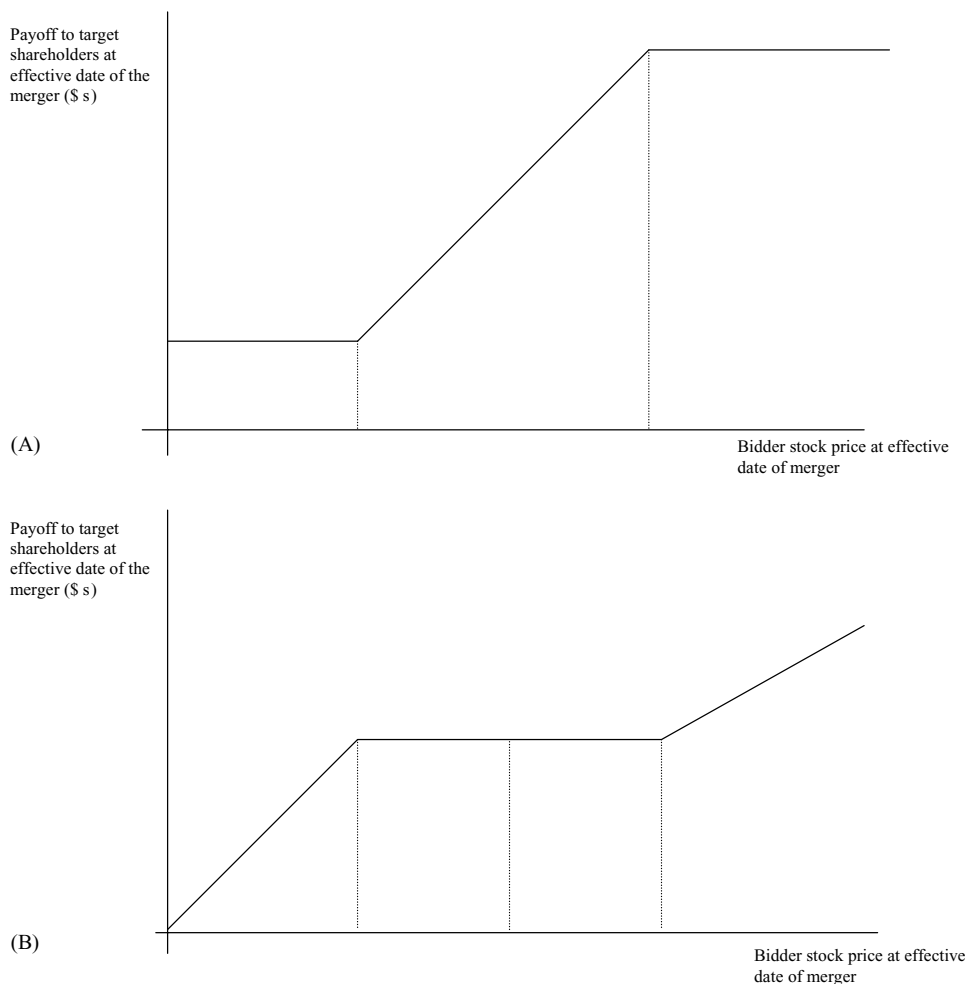 Payoff to target
shareholders at
effective date of the
merger ($ s)
(A)
Bidder stock price at effective
date of merger
Payoff to target
shareholders at
effective date of the
merger ($ s)
(B)
Bidder stock price at effective
date of merger